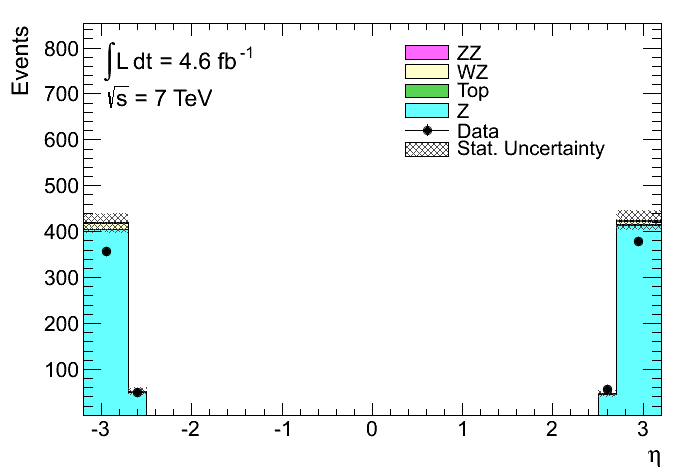 Events
800
700
600
500
400
300
200
100
∫L dt = 4.6 fb⁻¹
√s = 7 TeV
ZZ
WZ
Top
Z
Data
Stat. Uncertainty
-3 -2 -1 0 1 2 3
η